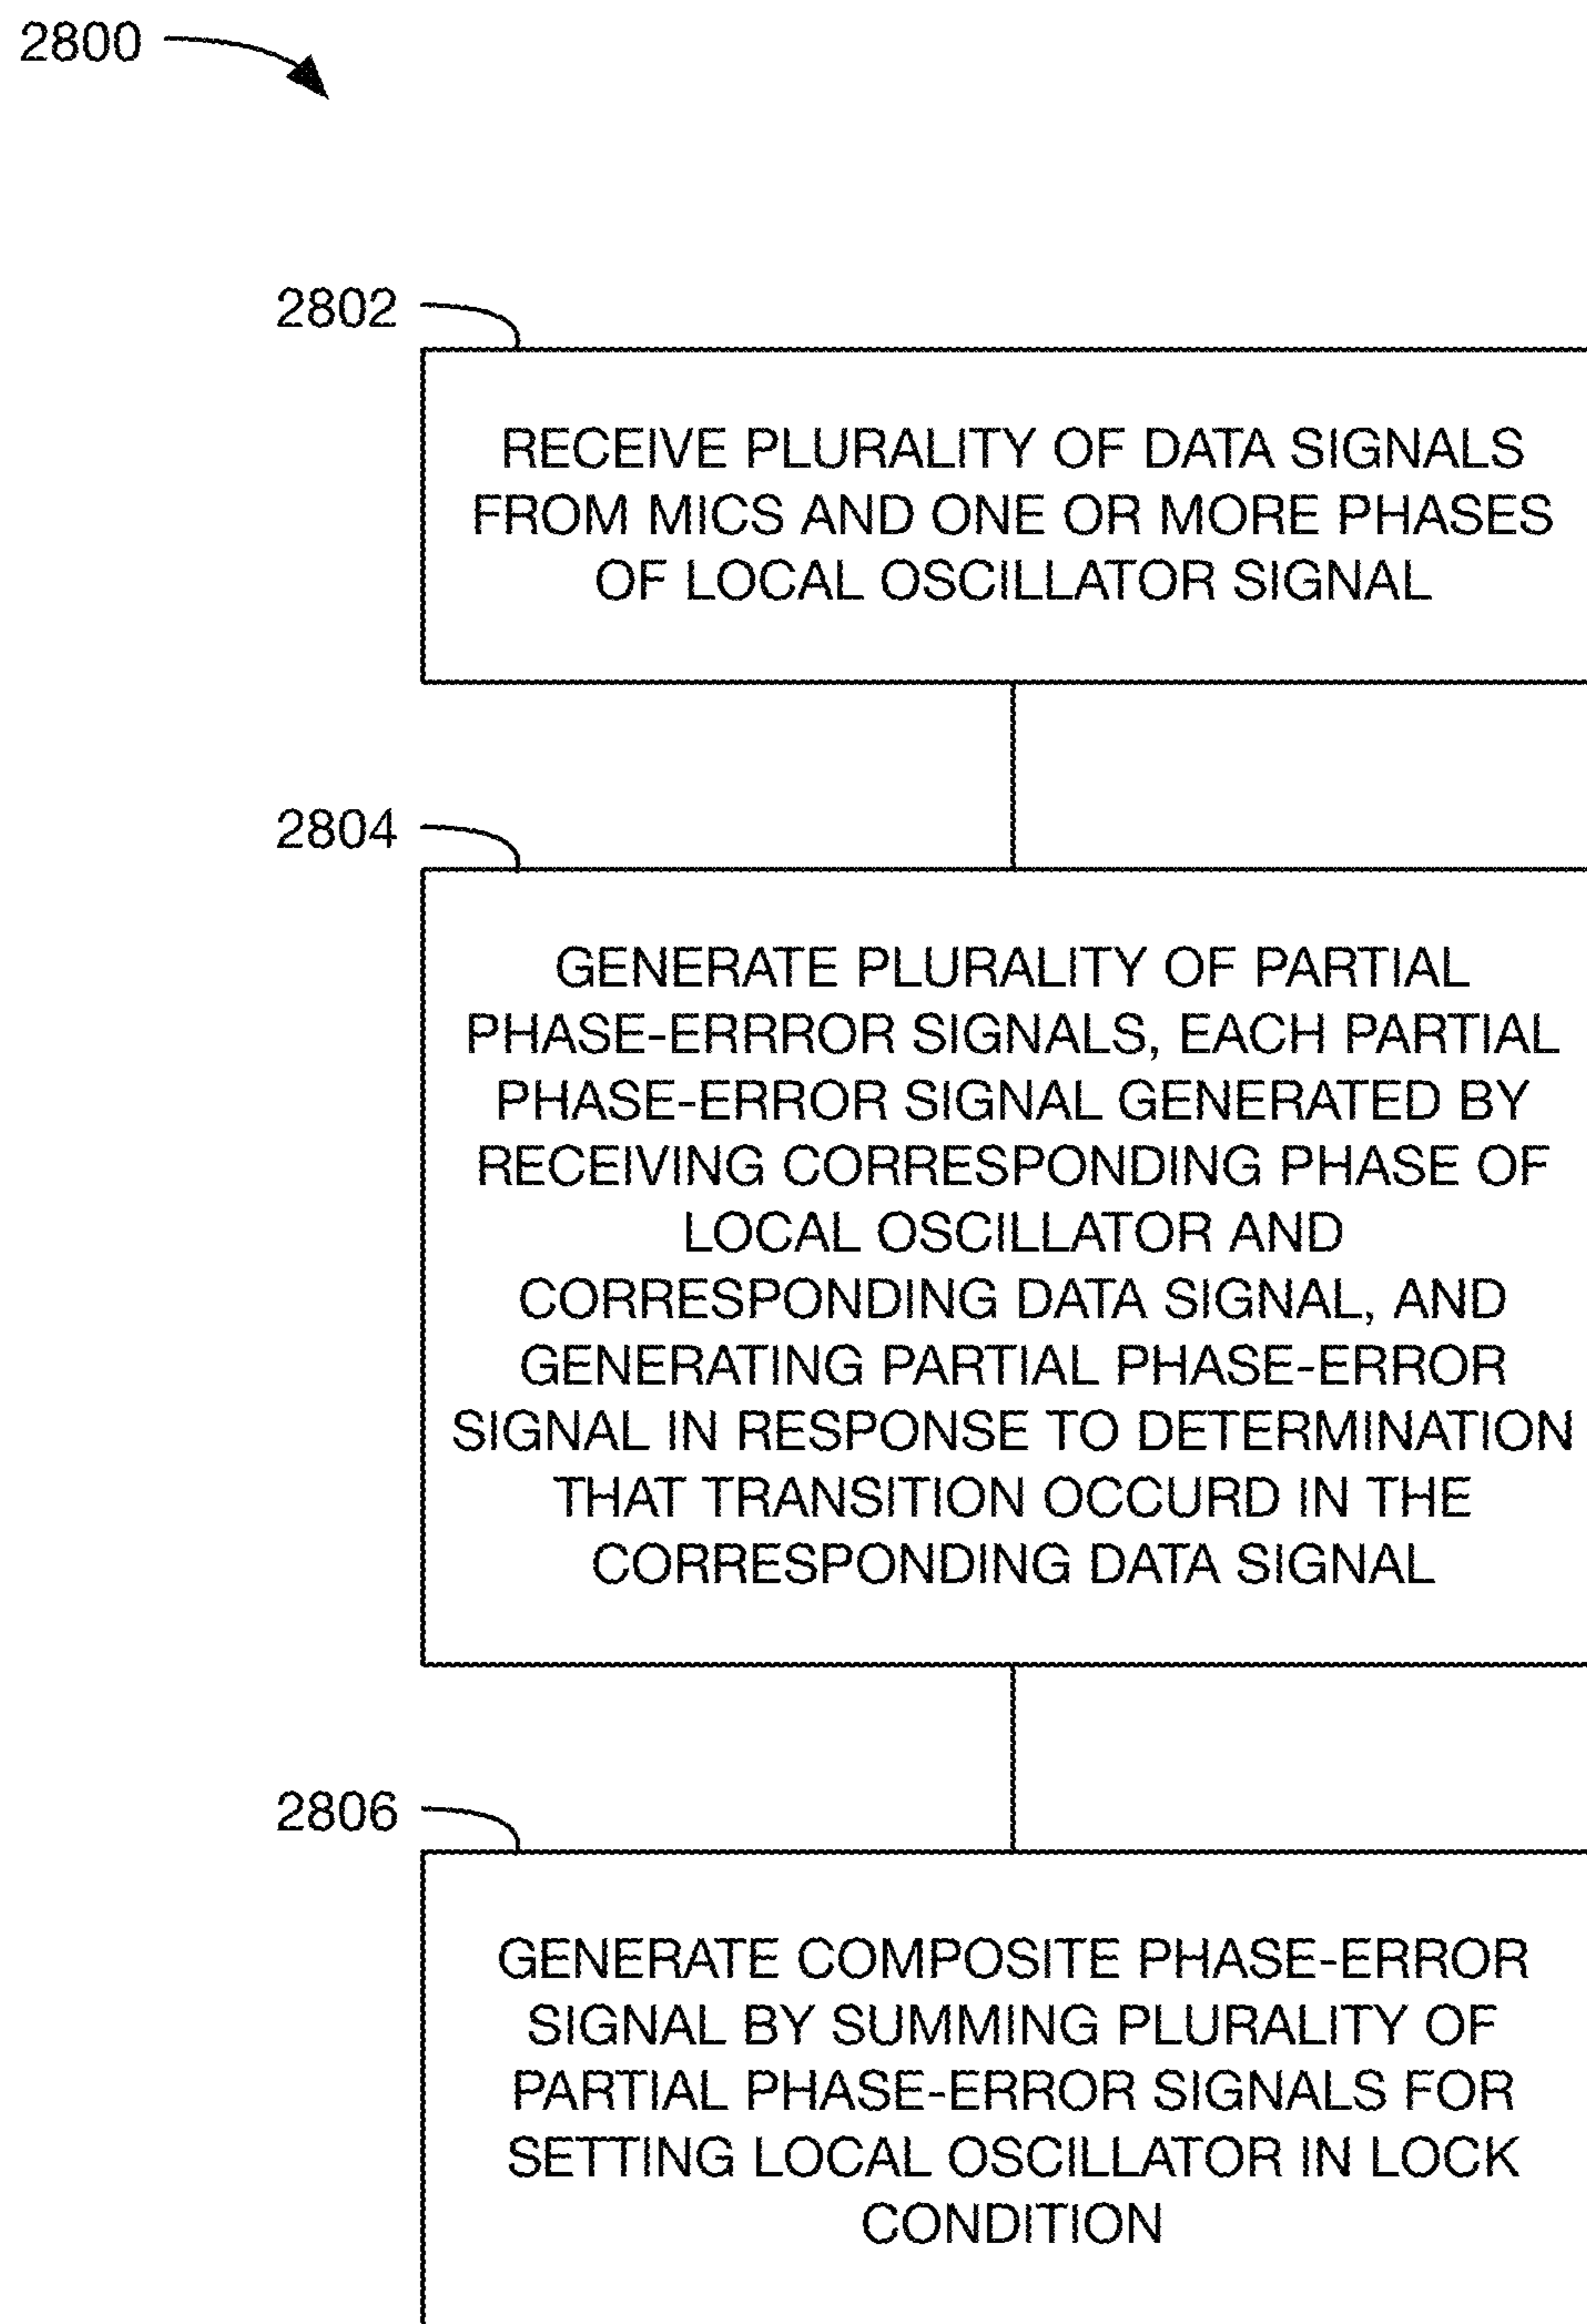 2800
2802
RECEIVE PLURALITY OF DATA SIGNALS
FROM MICS AND ONE OR MORE PHASES
OF LOCAL OSCILLATOR SIGNAL
2804
GENERATE PLURALITY OF PARTIAL
PHASE-ERRROR SIGNALS, EACH PARTIAL
PHASE-ERROR SIGNAL GENERATED BY
RECEIVING CORRESPONDING PHASE OF
LOCAL OSCILLATOR AND
CORRESPONDING DATA SIGNAL, AND
GENERATING PARTIAL PHASE-ERROR
SIGNAL IN RESPONSE TO DETERMINATION
THAT TRANSITION OCCURD IN THE
CORRESPONDING DATA SIGNAL
2806
GENERATE COMPOSITE PHASE-ERROR
SIGNAL BY SUMMING PLURALITY OF
PARTIAL PHASE-ERROR SIGNALS FOR
SETTING LOCAL OSCILLATOR IN LOCK
CONDITION